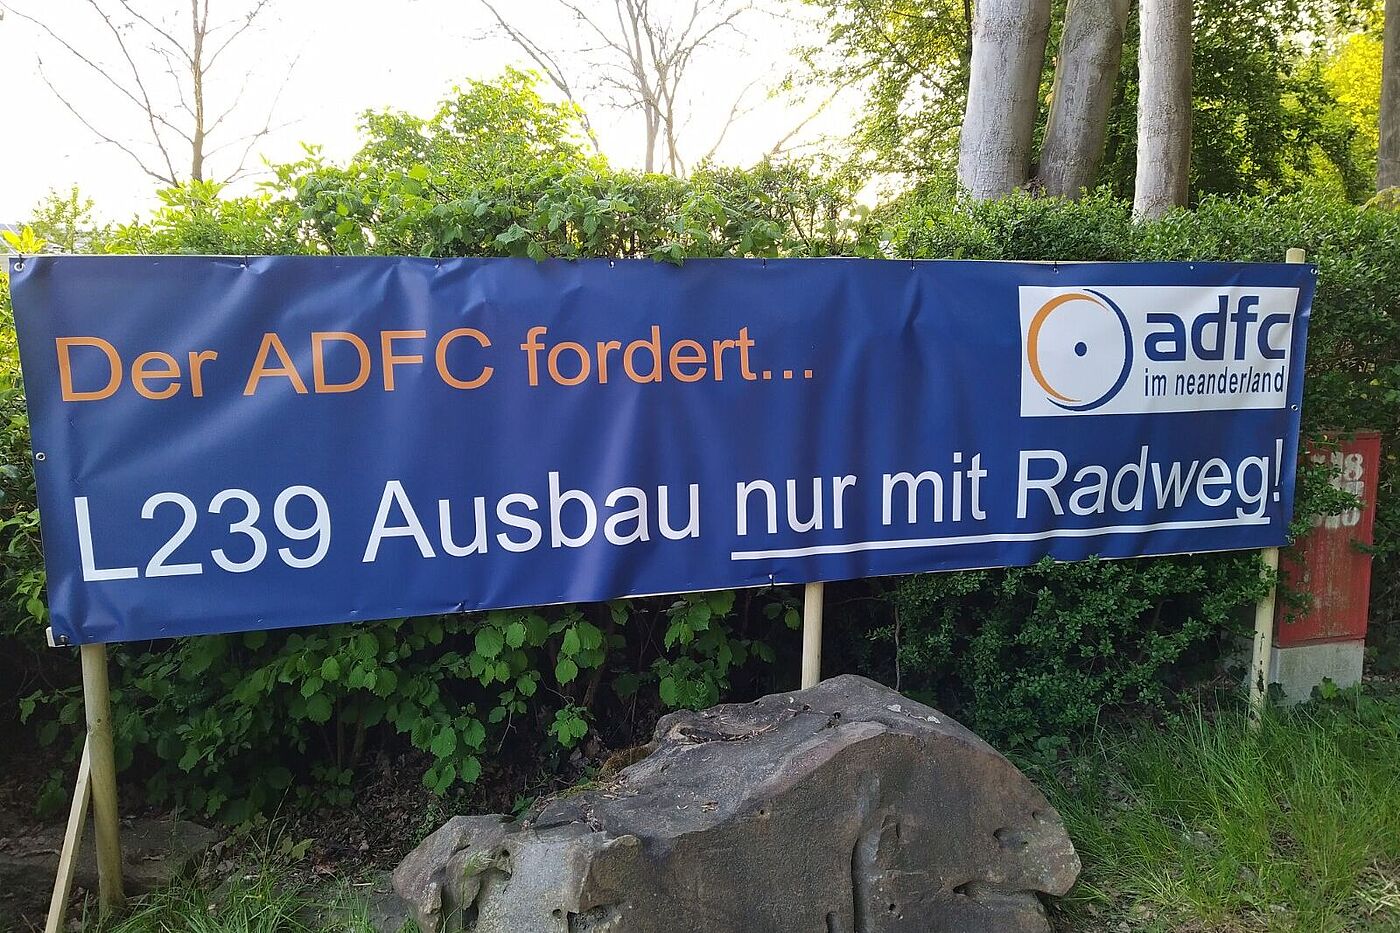 Der ADFC fordert...
adfc
im neanderland
L239 Ausbau nur mit Radweg!